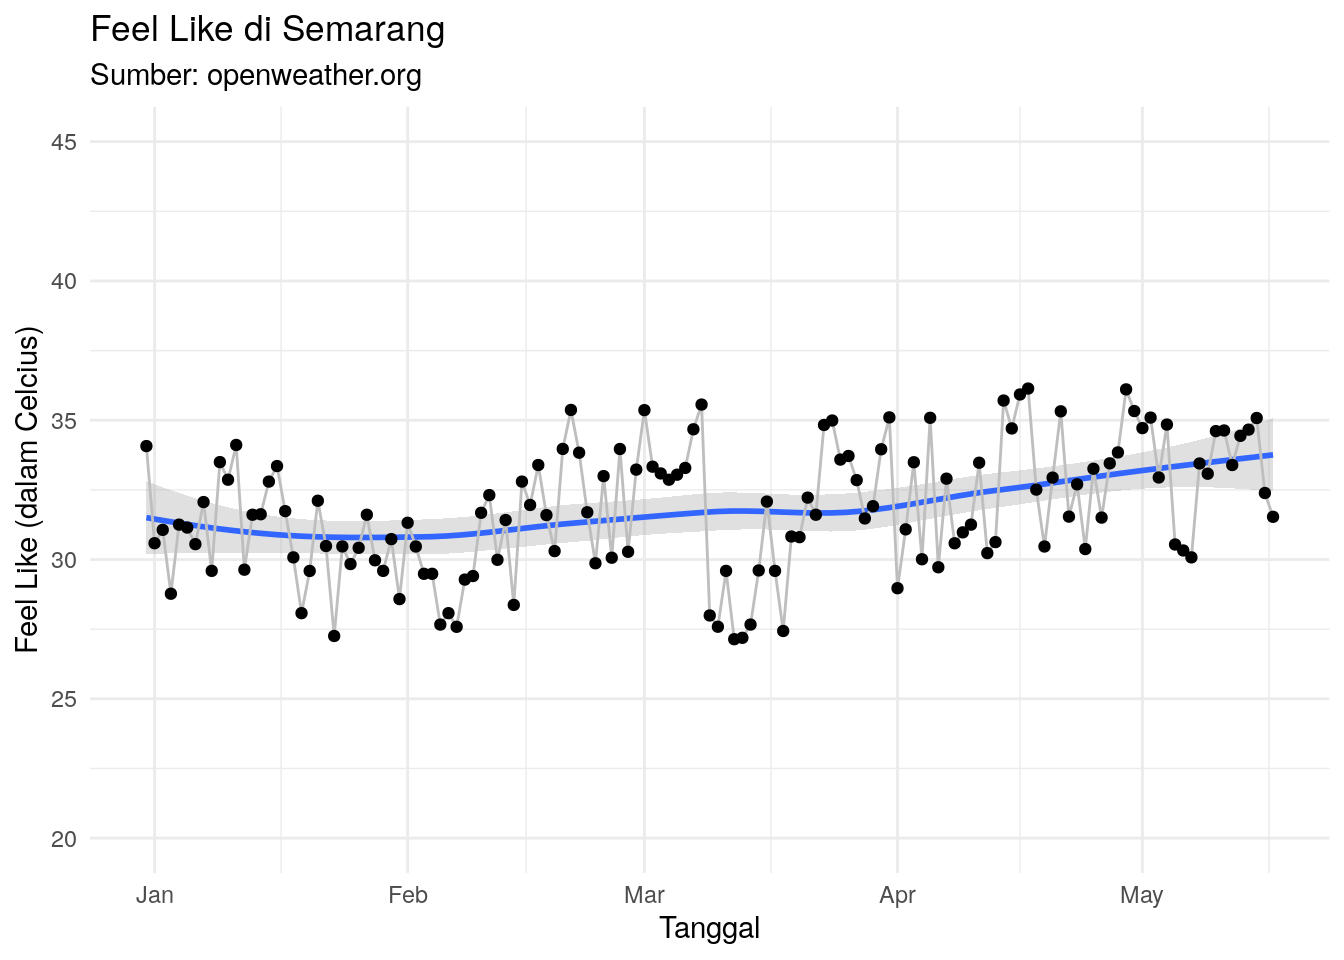 Feel Like di Semarang
Sumber: openweather.org
Feel Like (dalam Celcius)
45
40
35
30
25
20
Jan Feb Mar Apr May
Tanggal